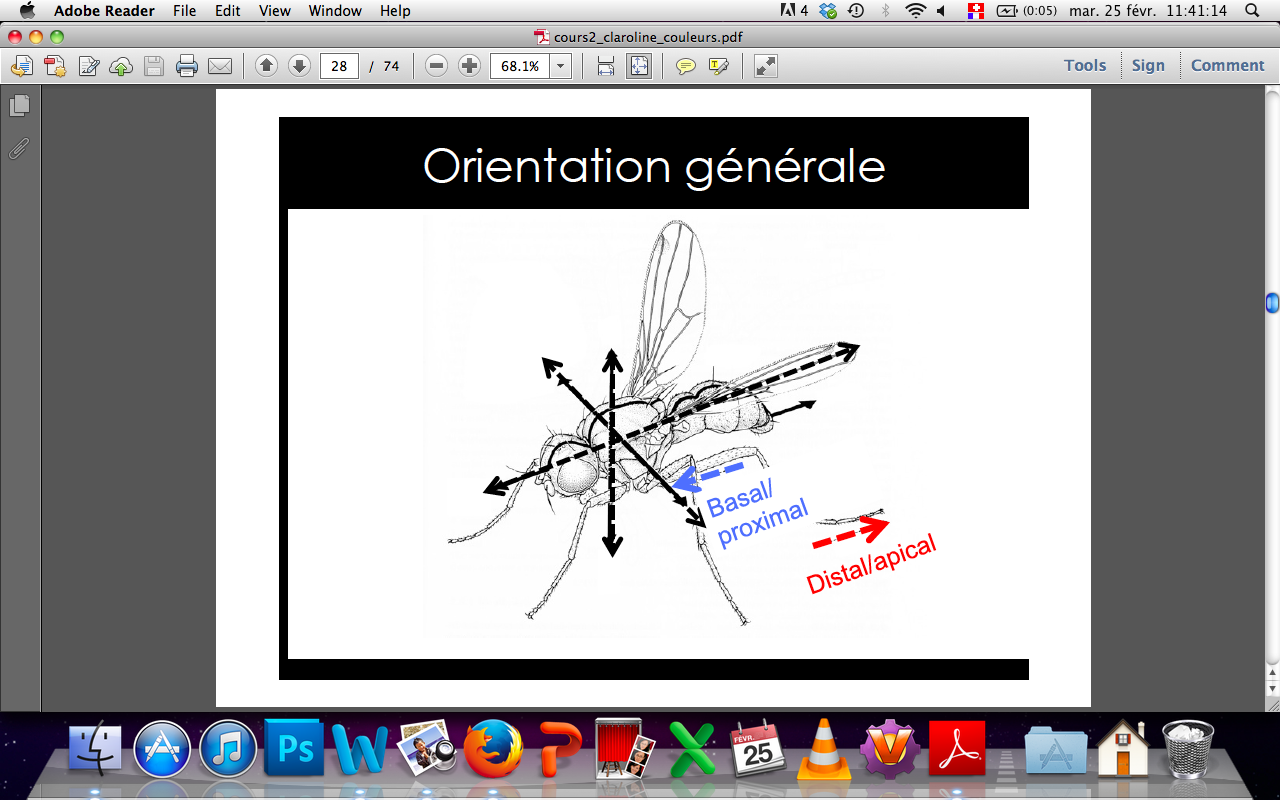 Adobe Reader File Edit View Window Help 4 (0:05) mar. 25 févr. 11:41:14
cours2_claroline_couleurs.pdf
28 / 74 68.1% T Tools Sign Comment
Orientation générale
Basal/
proximal
Distal/apical
Ps W P X FÉVR. 25 V